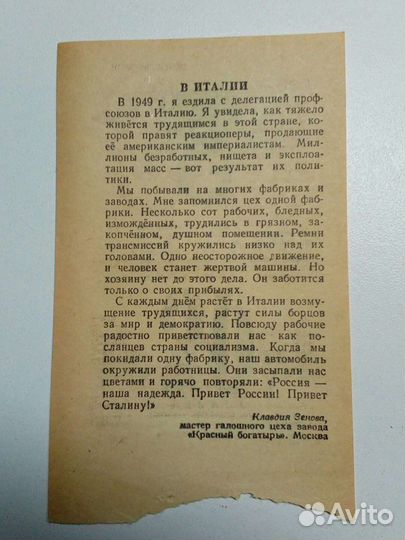 В ИТАЛИИ
В 1949 г. я ездила с делегацией проф-
союзов в Италию. Я увидела, как тяжело
живётся трудящимся в этой стране, ко-
торой правят реакционеры, продающие
её американским империалистам. Мил-
лионы безработных, нищета и эксплоа-
тация масс — вот результат их поли-
тики.
Мы побывали на многих фабриках и
заводах. Мне запомнился цех одной фаб-
рики. Несколько сот рабочих, бледных,
измождённых, трудились в грязном, за-
копчённом, душном помещении. Ремни
трансмиссий кружились низко над их
головами. Одно неосторожное движение,
и человек станет жертвой машины. Но
хозяину нет до этого дела. Он заботится
только о своих прибылях.
С каждым днём растёт в Италии возму-
щение трудящихся, растут силы борцов
за мир и демократию. Повсюду рабочие
радостно приветствовали нас как по-
сланцев страны социализма. Когда мы
покидали одну фабрику, наш автомобиль
окружили работницы. Они засыпали нас
цветами и горячо повторяли: «Россия —
наша надежда. Привет России! Привет
Сталину!»
Клавдия Зенова,
мастер галошного цеха завода
«Красный богатырь». Москва
Avito